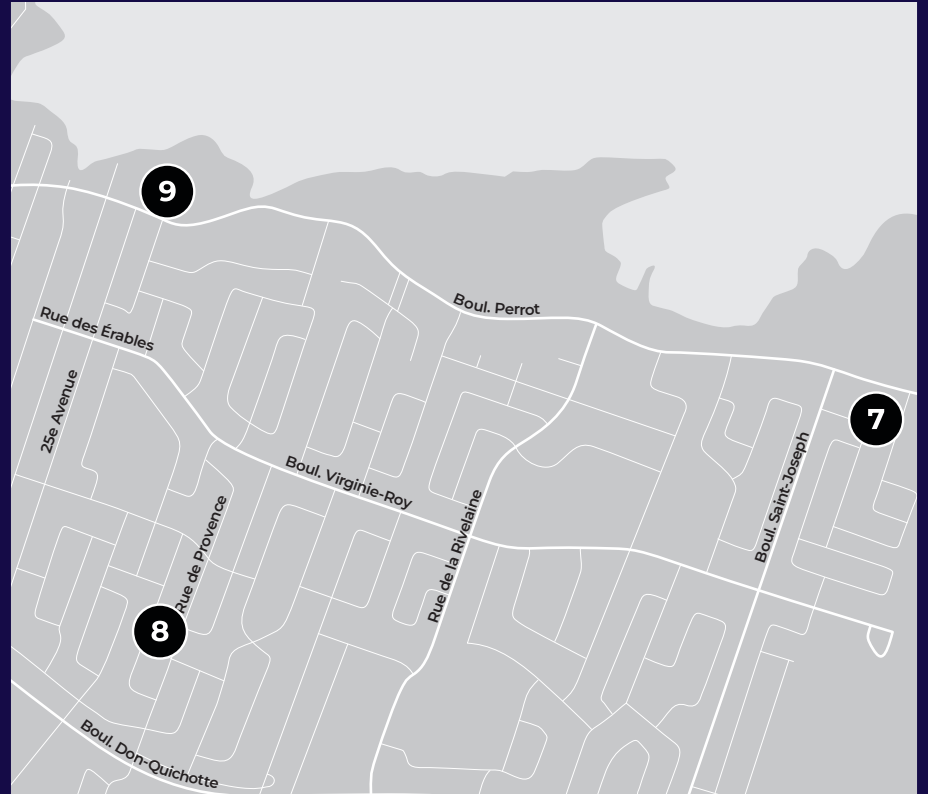 9
Boul. Perrot
Rue des Érables
25e Avenue
7
Boul. Saint-Joseph
Boul. Virginie-Roy
Rue de la Rivelaine
Rue de Provence
8
Boul. Don-Quichotte